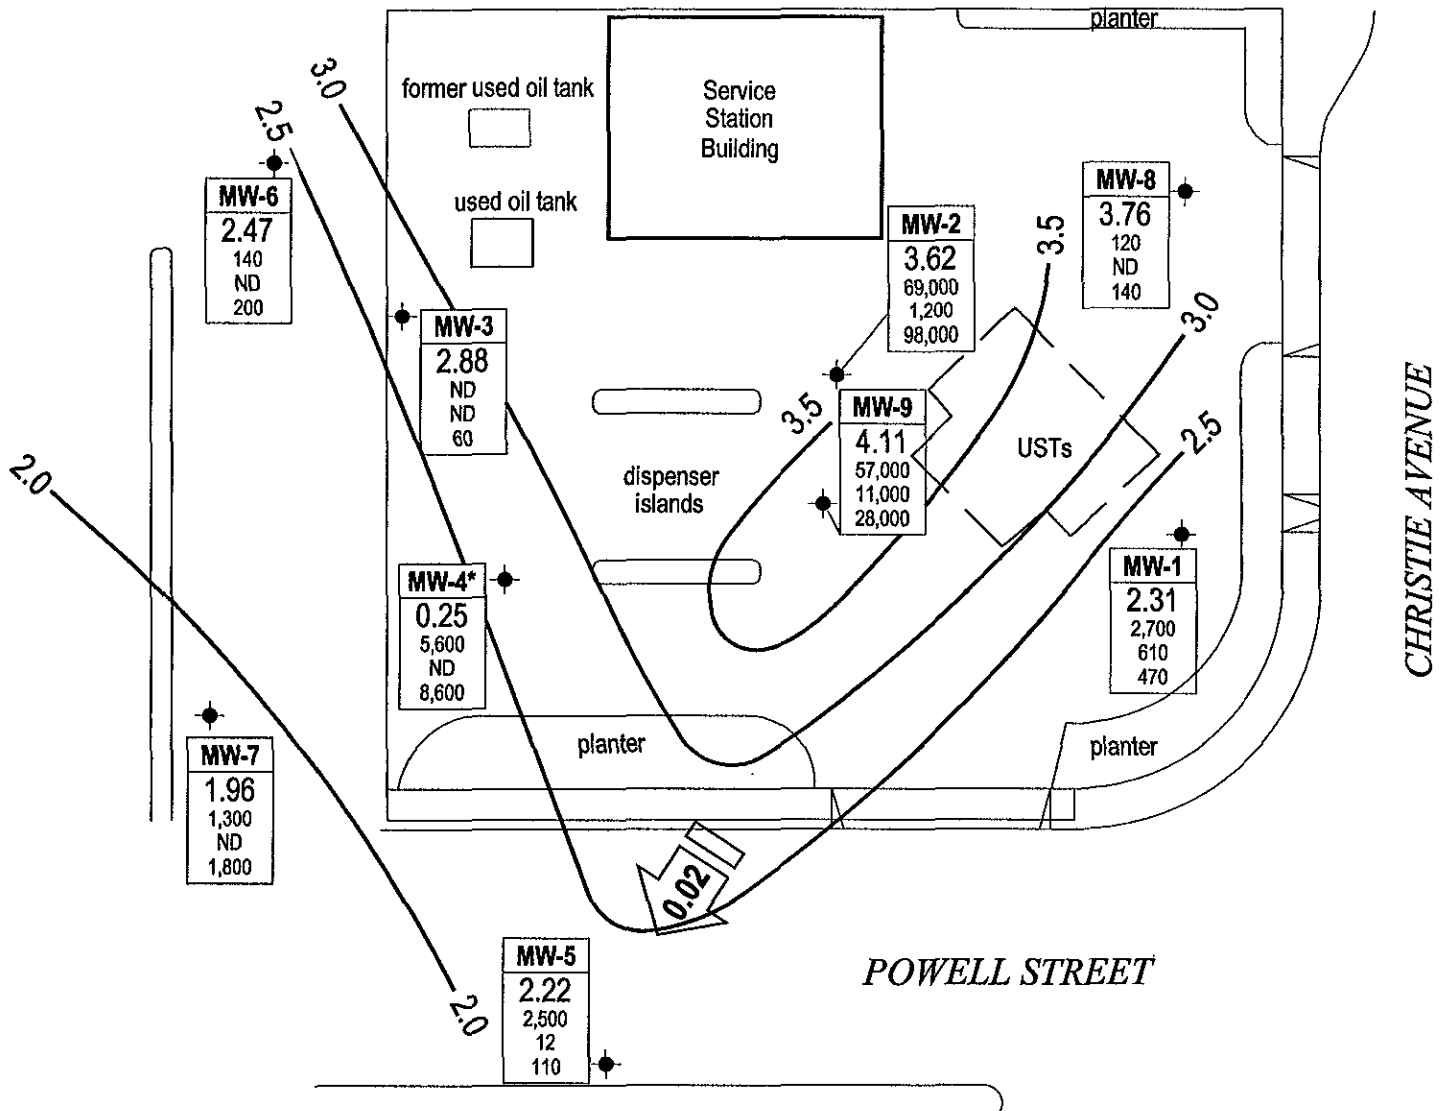 planter
3.0
former used oil tank
Service
Station
Building
2.5
MW-6
2.47
140
ND
200
used oil tank
MW-8
3.76
120
ND
140
MW-2
3.62
69,000
1,200
98,000
3.5
3.0
MW-3
2.88
ND
ND
60
3.5
MW-9
4.11
57,000
11,000
28,000
USTs
2.5
dispenser
islands
2.0
CHRISTIE AVENUE
MW-4*
0.25
5,600
ND
8,600
MW-1
2.31
2,700
610
470
planter
planter
MW-7
1.96
1,300
ND
1,800
0.02
MW-5
2.22
2,500
12
110
2.0
POWELL STREET